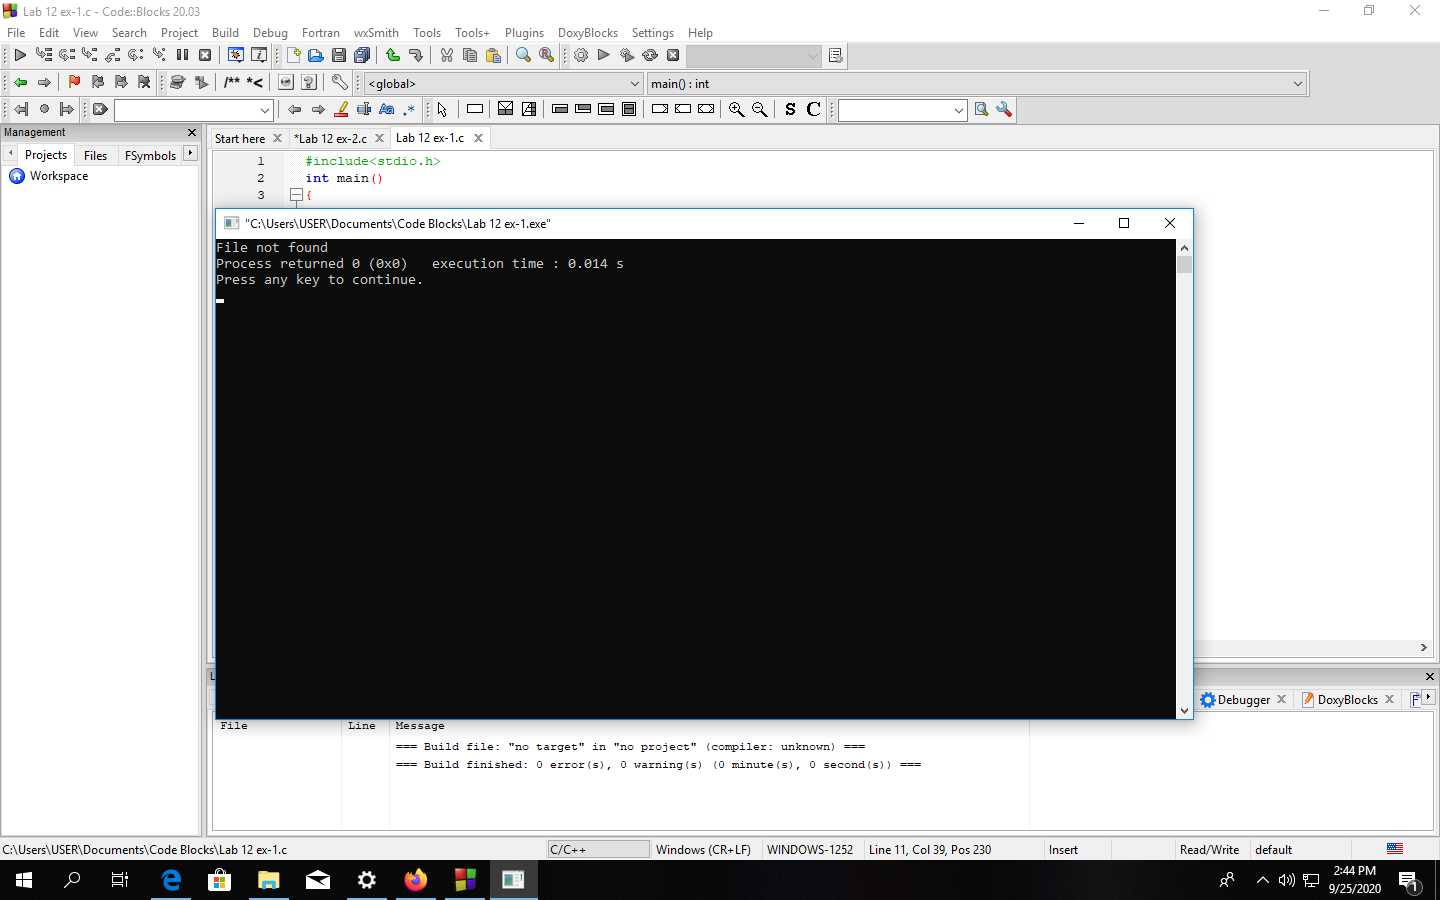 Lab 12 ex-1.c - Code::Blocks 20.03
File Edit View Search Project Build Debug Fortran wxSmith Tools Tools+ Plugins DoxyBlocks Settings Help
/** *< <global> main() : int
Aa .* S C
Management
Projects Files FSymbols
Workspace
Start here *Lab 12 ex-2.c Lab 12 ex-1.c
1 #include<stdio.h>
2 int main()
3 {
"C:\Users\USER\Documents\Code Blocks\Lab 12 ex-1.exe"
File not found
Process returned 0 (0x0) execution time : 0.014 s
Press any key to continue.
Debugger DoxyBlocks F
File Line Message
=== Build file: "no target" in "no project" (compiler: unknown) ===
=== Build finished: 0 error(s), 0 warning(s) (0 minute(s), 0 second(s)) ===
C:\Users\USER\Documents\Code Blocks\Lab 12 ex-1.c C/C++ Windows (CR+LF) WINDOWS-1252 Line 11, Col 39, Pos 230 Insert Read/Write default
2:44 PM
9/25/2020
1